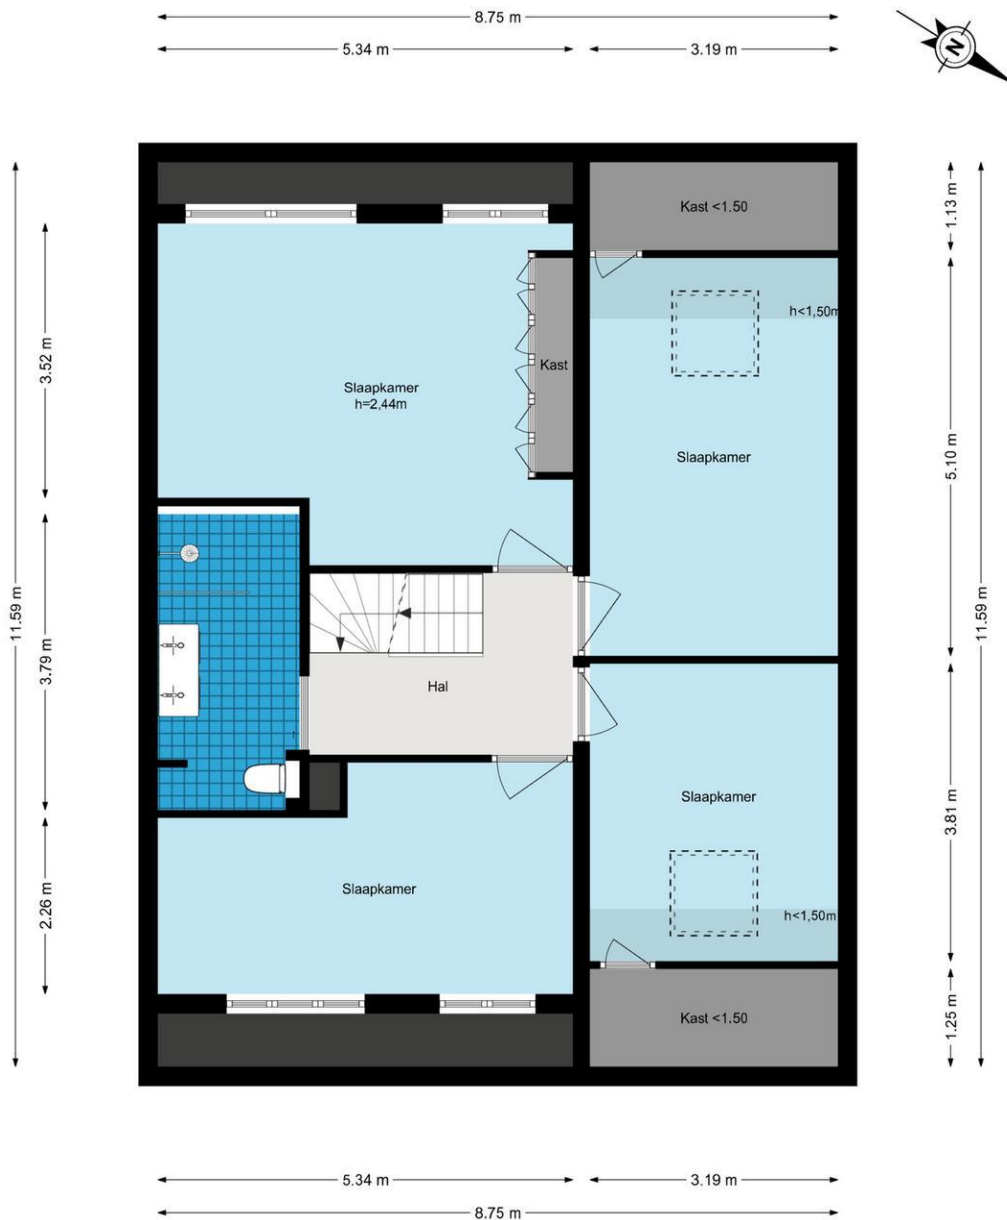 8.75 m
5.34 m
3.19 m
N
Kast <1.50
1.13 m
h<1,50m
3.52 m
Kast
Slaapkamer
h=2,44m
Slaapkamer
5.10 m
11.59 m
11.59 m
3.79 m
Hal
Slaapkamer
3.81 m
Slaapkamer
2.26 m
h<1,50m
Kast <1.50
1.25 m
5.34 m
3.19 m
8.75 m